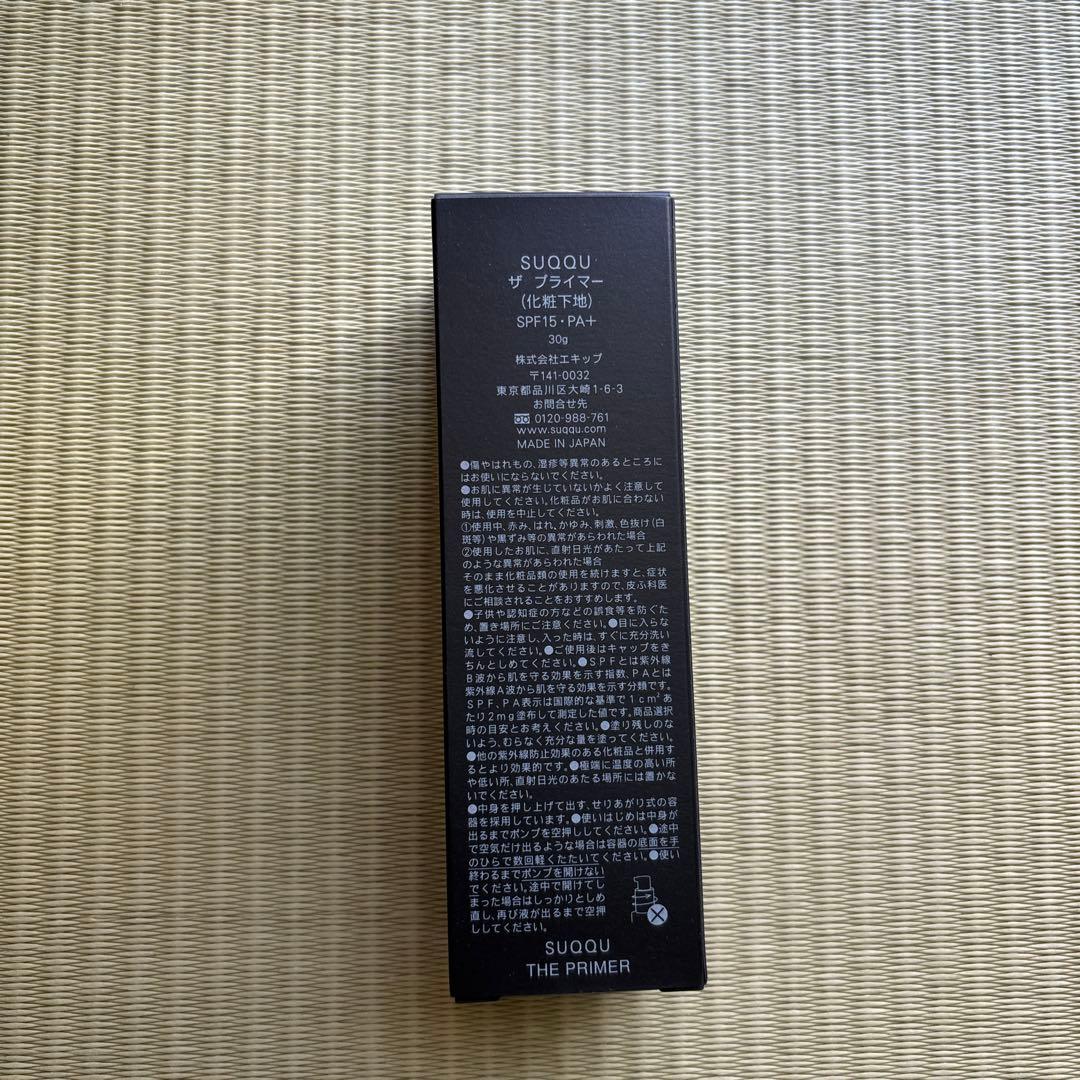 SUQQU
ザ プライマー
(化粧下地)
SPF15・PA＋
30g
株式会社エキップ
〒141-0032
東京都品川区大崎1-6-3
お問合せ先
0120-988-761
www.suqqu.com
MADE IN JAPAN
●傷やはれもの、湿疹等異常のあるところに
はお使いにならないでください。
●お肌に異常が生じていないかよく注意して
使用してください。化粧品がお肌に合わない
時は、使用を中止してください。
①使用中、赤み、はれ、かゆみ、刺激、色抜け(白
斑等)や黒ずみ等の異常があらわれた場合
②使用したお肌に、直射日光があたって上記
のような異常があらわれた場合
そのまま化粧品類の使用を続けますと、症状
を悪化させることがありますので、皮ふ科医
にご相談されることをおすすめします。
●子供や認知症の方などの誤食等を防ぐた
め、置き場所にご注意ください。●目に入らな
いように注意し、入った時は、すぐに充分洗い
流してください。●ご使用後はキャップをき
ちんとしめてください。●SPFとは紫外線
B波から肌を守る効果を示す指数、PAとは
紫外線A波から肌を守る効果を示す分類です。
SPF、PA表示は国際的な基準で1cm²あ
たり2mg塗布して測定した値です。商品選択
時の目安とお考えください。●塗り残しのな
いよう、むらなく充分な量を塗ってください。
●他の紫外線防止効果のある化粧品と併用す
るとより効果的です。●極端に温度の高い所
や低い所、直射日光のあたる場所には置かな
いでください。
●中身を押し上げて出す、せりあがり式の容
器を採用しています。●使いはじめは中身が
出るまでポンプを空押ししてください。●途中
で空気だけ出るような場合は容器の底面を手
のひらで数回軽くたたいてください。●使い
終わるまでポンプを開けない
でください。途中で開けてし
まった場合はしっかりとしめ
直し、再び液が出るまで空押
ししてください。
SUQQU
THE PRIMER